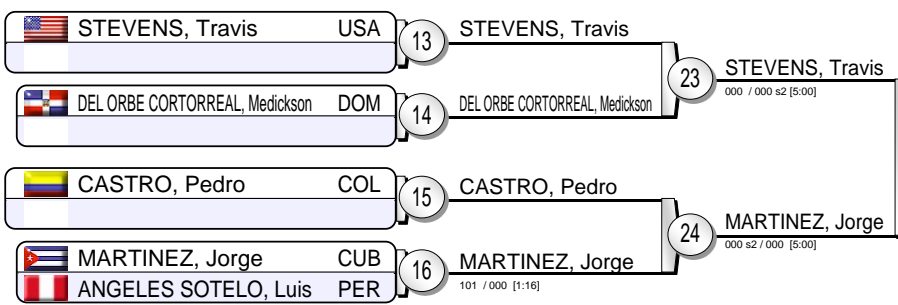 STEVENS, Travis USA
13
STEVENS, Travis
DEL ORBE CORTORREAL, Medickson DOM
14
DEL ORBE CORTORREAL, Medickson
23
STEVENS, Travis
000 / 000 s2 [5:00]
CASTRO, Pedro COL
15
CASTRO, Pedro
MARTINEZ, Jorge CUB
ANGELES SOTELO, Luis PER
16
MARTINEZ, Jorge
101 / 000 [1:16]
24
MARTINEZ, Jorge
000 s2 / 000 [5:00]